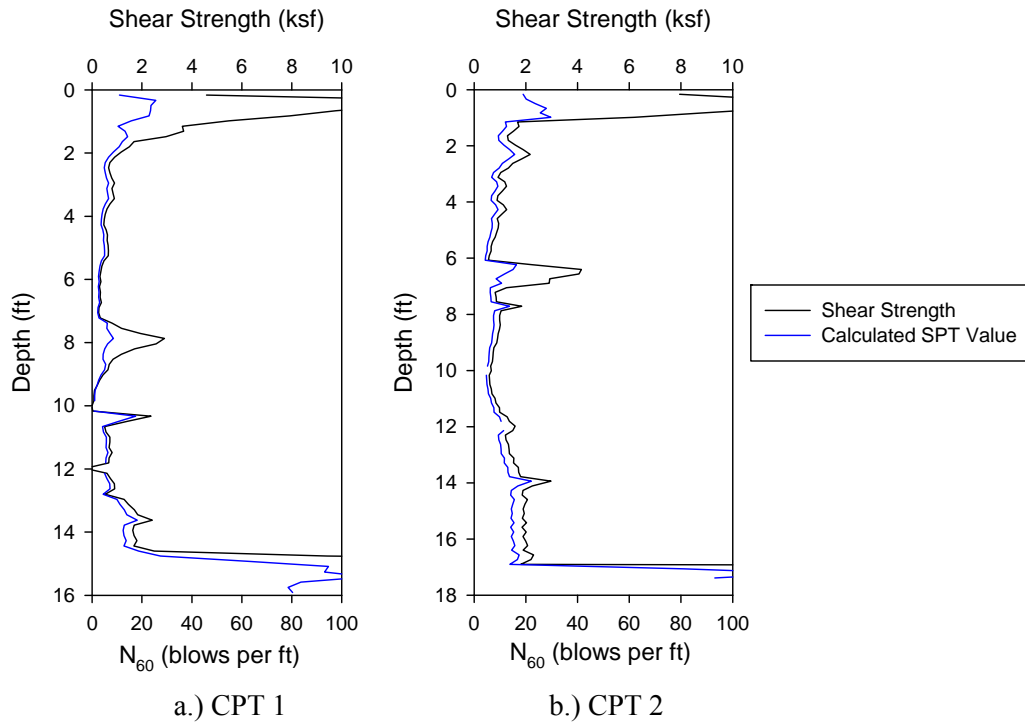 Shear Strength (ksf)
0 2 4 6 8 10
0
2
4
6
8
10
12
14
16
Depth (ft)
0 20 40 60 80 100
N60 (blows per ft)
a.) CPT 1
Shear Strength (ksf)
0 2 4 6 8 10
0
2
4
6
8
10
12
14
16
18
Depth (ft)
0 20 40 60 80 100
N60 (blows per ft)
b.) CPT 2
Shear Strength
Calculated SPT Value